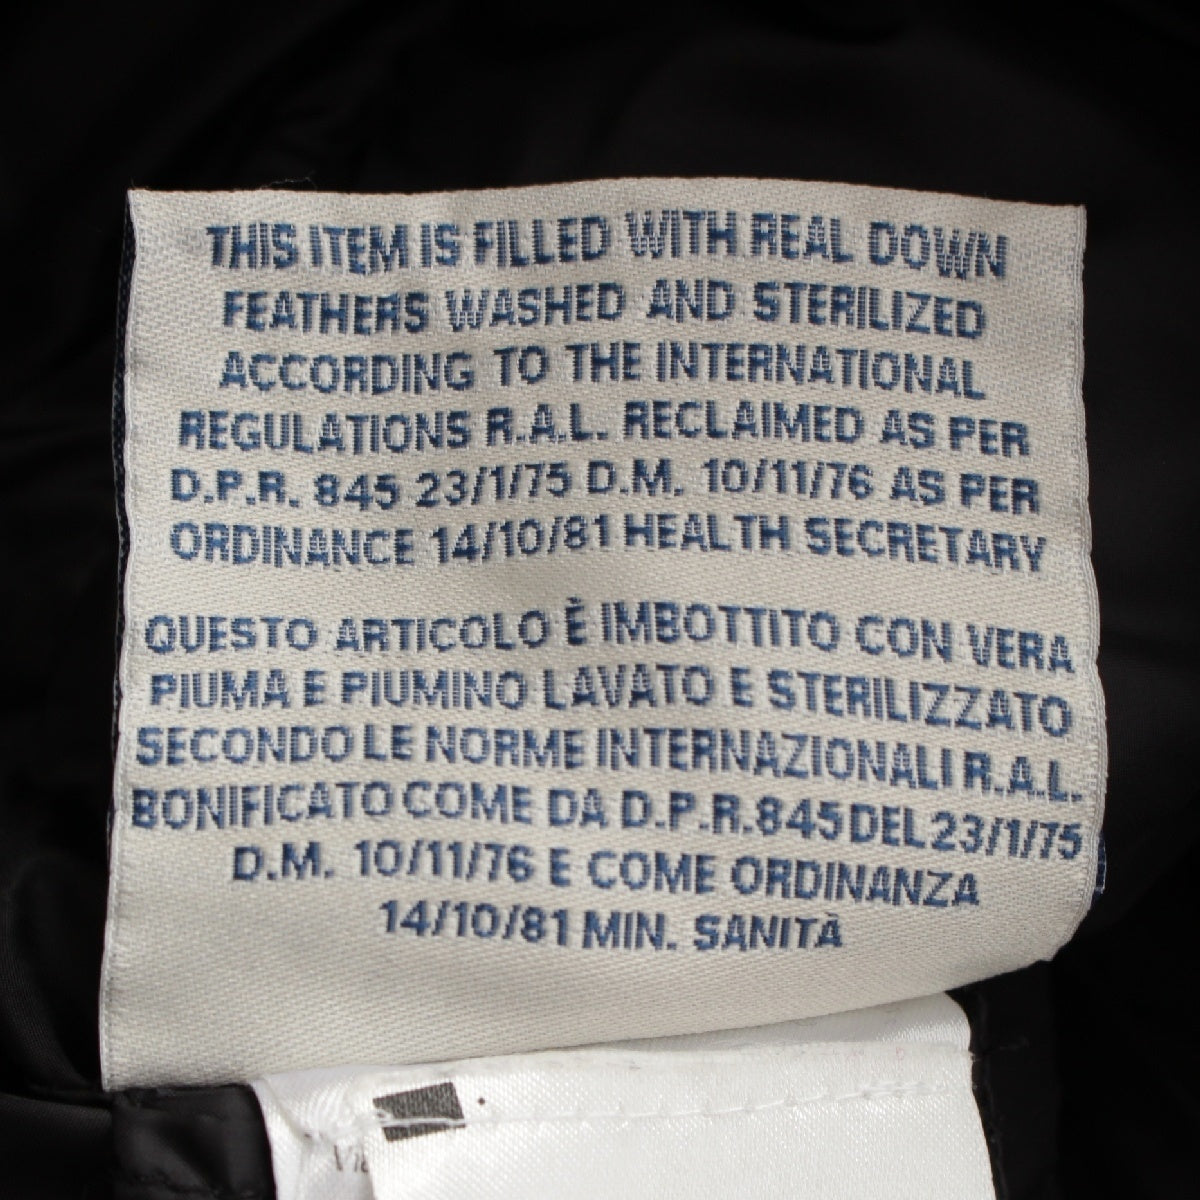 THIS ITEM IS FILLED WITH REAL DOWN
FEATHERS WASHED AND STERILIZED
ACCORDING TO THE INTERNATIONAL
REGULATIONS R.A.L. RECLAIMED AS PER
D.P.R. 845 23/1/75 D.M. 10/11/76 AS PER
ORDINANCE 14/10/81 HEALTH SECRETARY
QUESTO ARTICOLO È IMBOTTITO CON VERA
PIUMA E PIUMINO LAVATO E STERILIZZATO
SECONDO LE NORME INTERNAZIONALI R.A.L.
BONIFICATO COME DA D.P.R.845 DEL 23/1/75
D.M. 10/11/76 E COME ORDINANZA
14/10/81 MIN. SANITÀ